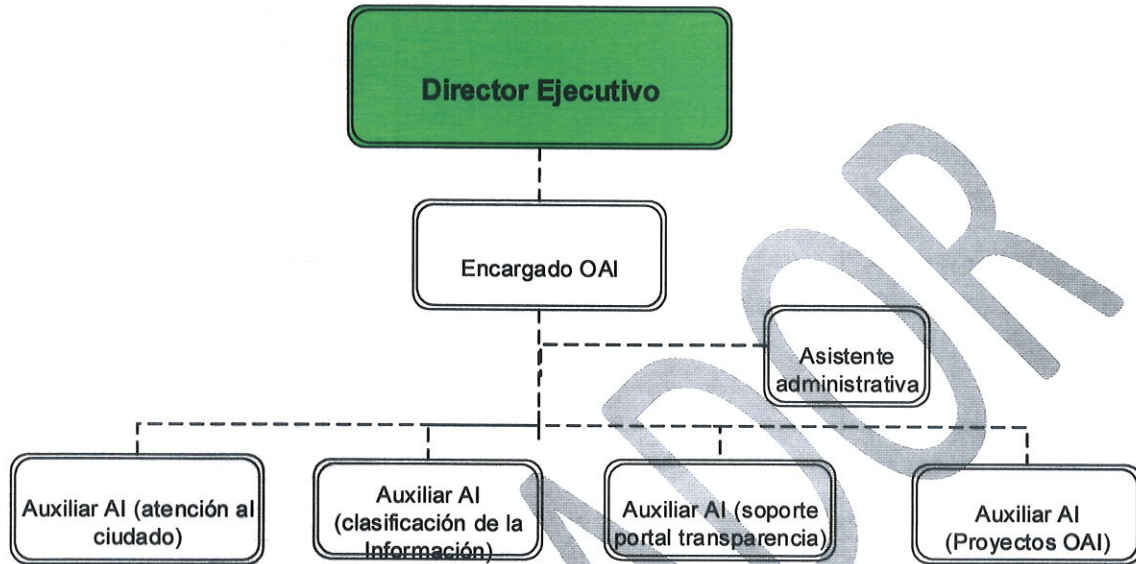 Director Ejecutivo
Encargado OAI
Asistente
administrativa
Auxiliar AI (atención al
ciudado)
Auxiliar AI
(clasificación de la
Información)
Auxiliar AI (soporte
portal transparencia)
Auxiliar AI
(Proyectos OAI)
ADOR